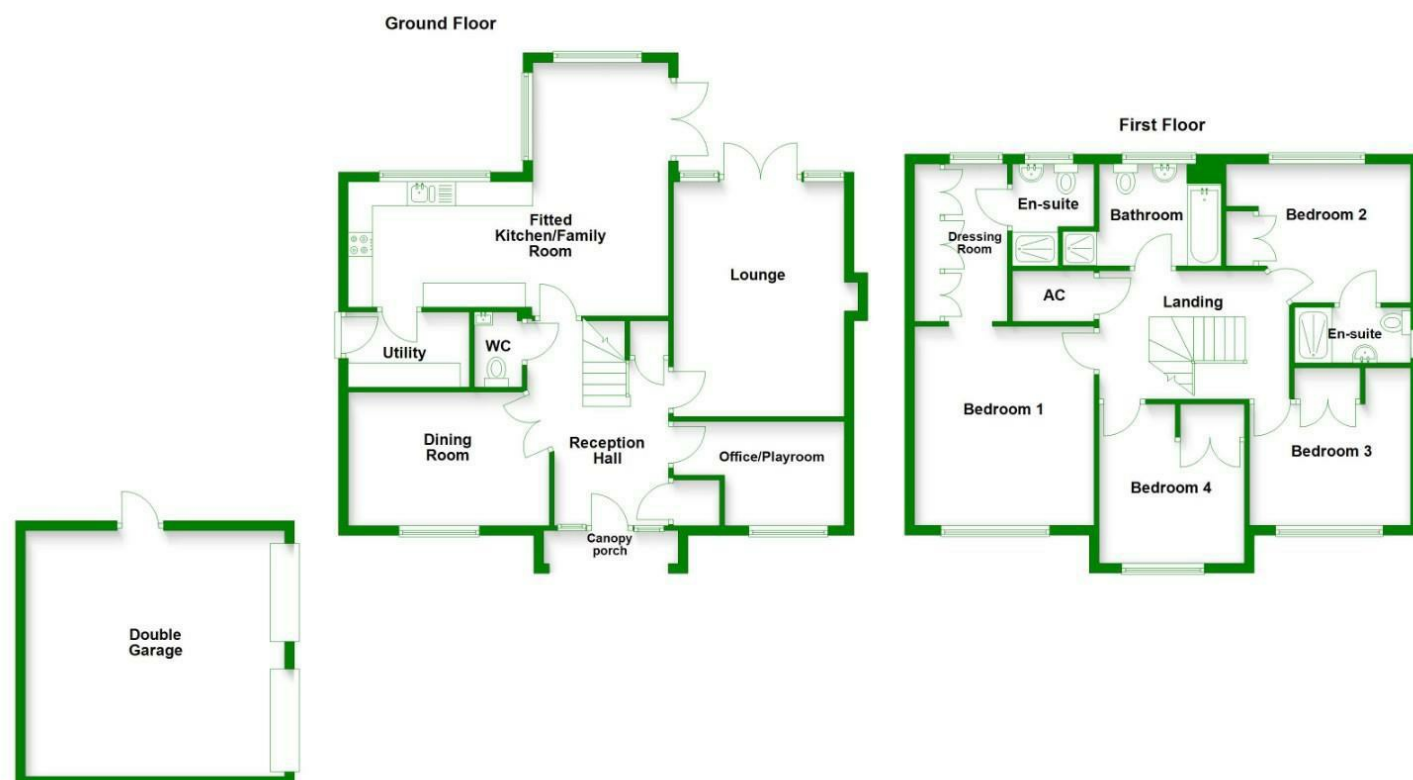 Ground Floor
Fitted
Kitchen/Family
Room
Lounge
Utility
WC
Dining
Room
Reception
Hall
Office/Playroom
Canopy
porch
Double
Garage
First Floor
En-suite
Dressing
Room
Bathroom
Bedroom 2
AC
Landing
En-suite
Bedroom 1
Bedroom 3
Bedroom 4